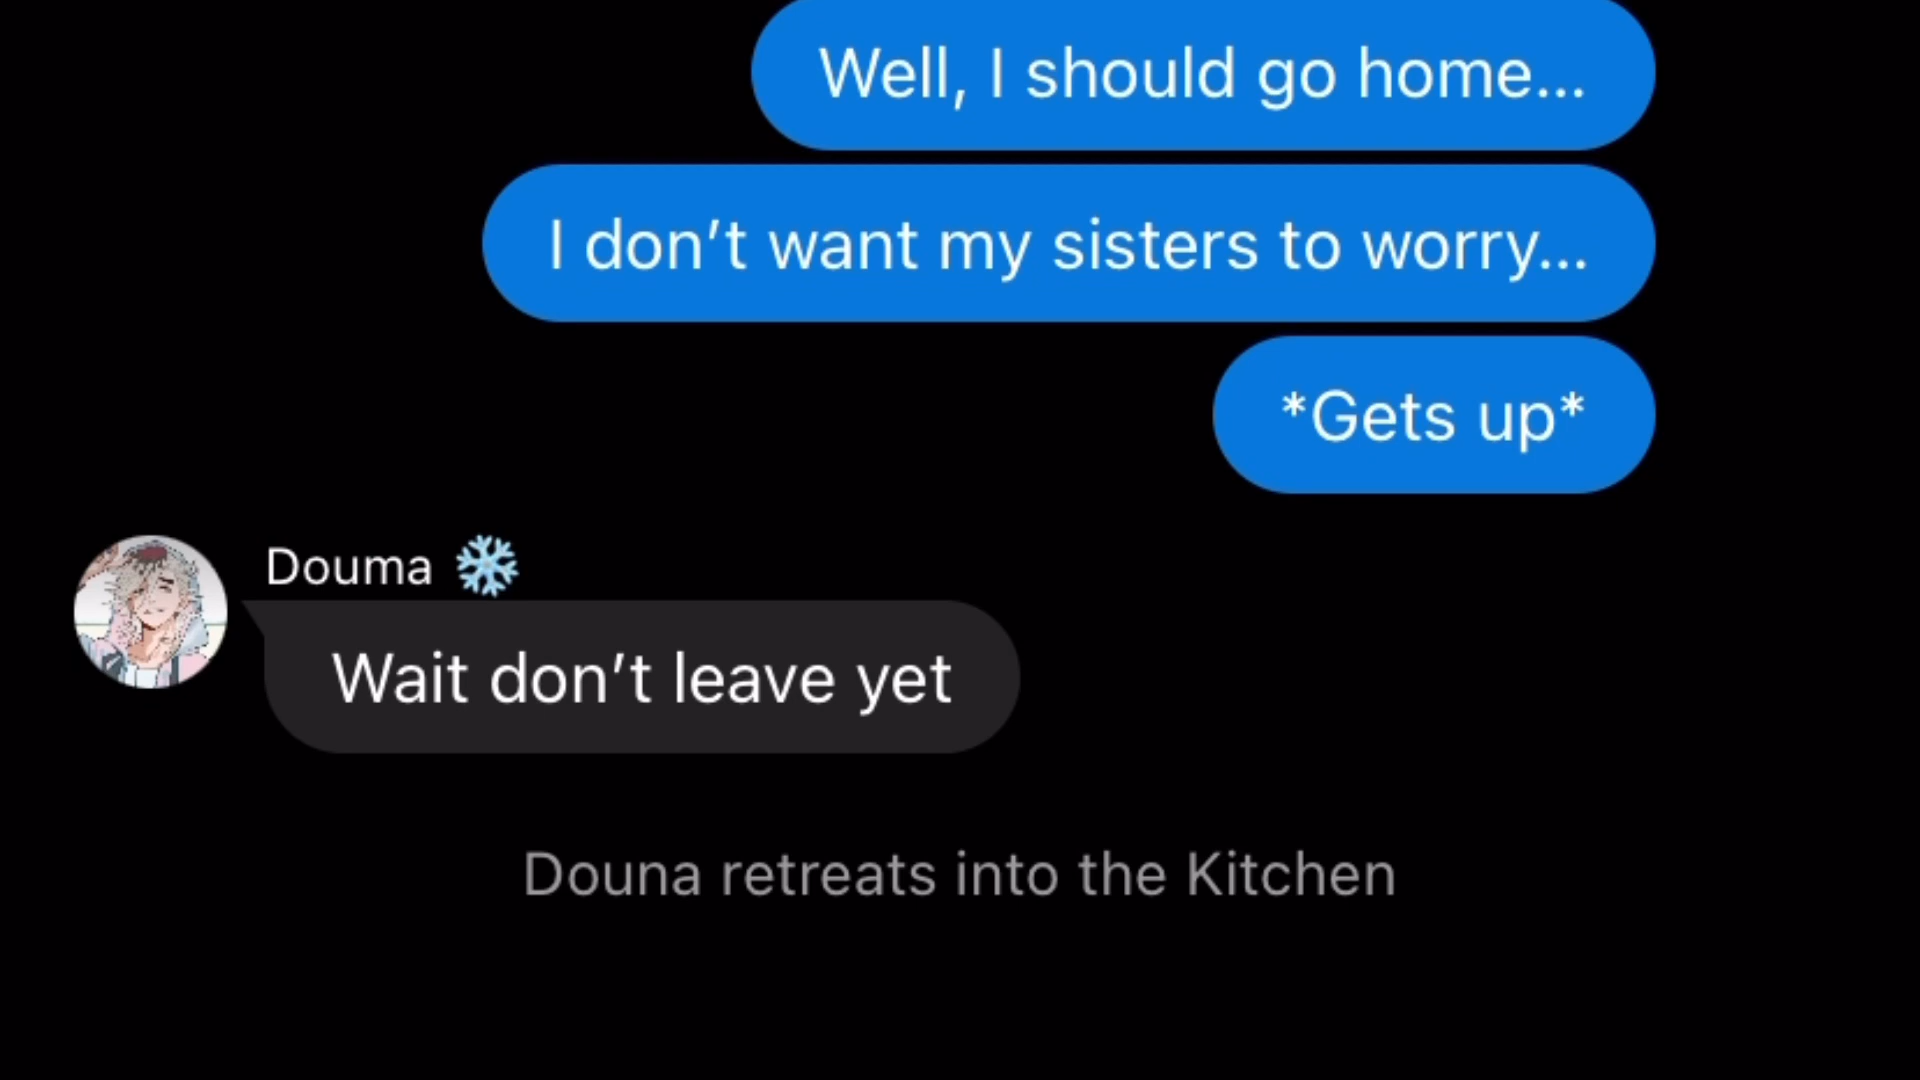 Well, I should go home...
I don’t want my sisters to worry...
*Gets up*
Douma ❄️
Wait don’t leave yet
Douna retreats into the Kitchen